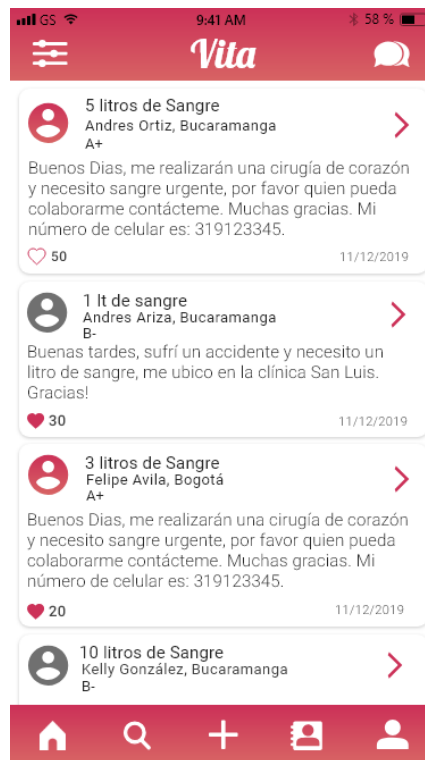 GS 9:41 AM 58 %
Vita
5 litros de Sangre
Andres Ortiz, Bucaramanga
A+
Buenos Dias, me realizarán una cirugía de corazón
y necesito sangre urgente, por favor quien pueda
colaborarme contácteme. Muchas gracias. Mi
número de celular es: 319123345.
50 11/12/2019
1 lt de sangre
Andres Ariza, Bucaramanga
B-
Buenas tardes, sufrí un accidente y necesito un
litro de sangre, me ubico en la clínica San Luis.
Gracias!
30 11/12/2019
3 litros de Sangre
Felipe Avila, Bogotá
A+
Buenos Dias, me realizarán una cirugía de corazón
y necesito sangre urgente, por favor quien pueda
colaborarme contácteme. Muchas gracias. Mi
número de celular es: 319123345.
20 11/12/2019
10 litros de Sangre
Kelly González, Bucaramanga
B-